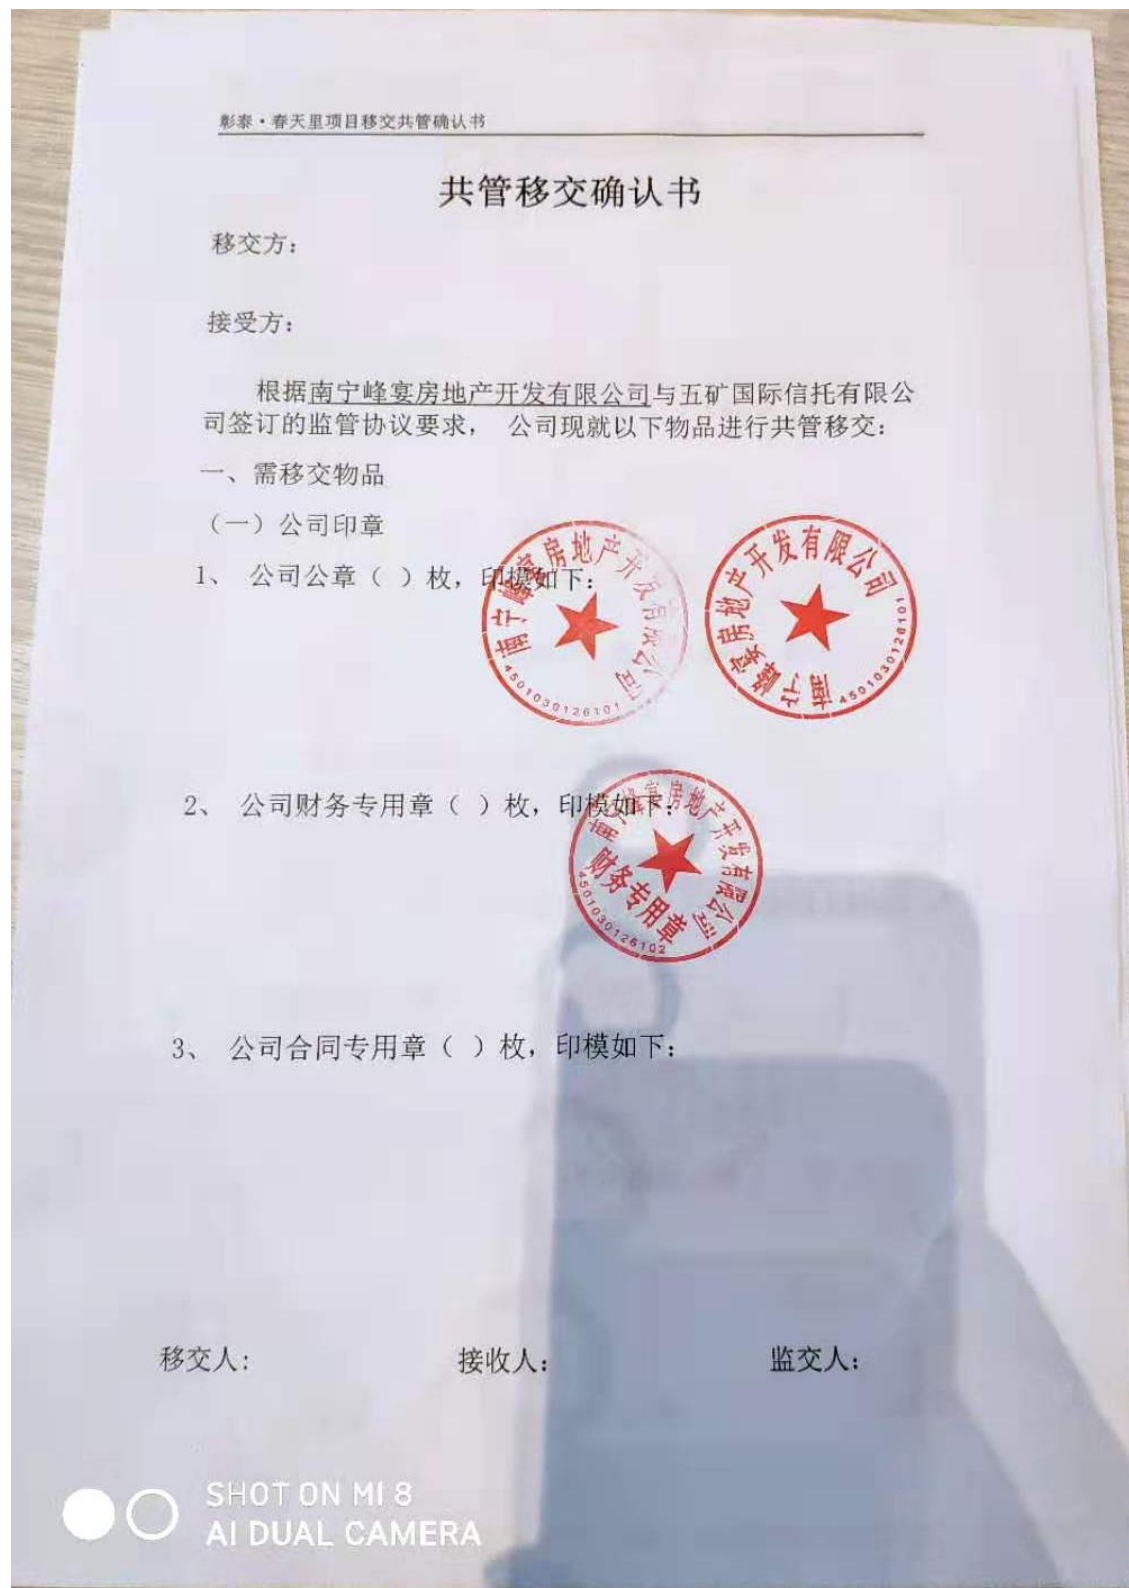 彰泰·春天里项目移交共管确认书
共管移交确认书
移交方：
接受方：
根据南宁峰宴房地产开发有限公司与五矿国际信托有限公
司签订的监管协议要求， 公司现就以下物品进行共管移交：
一、需移交物品
（一）公司印章
1、 公司公章（ ）枚，印模如下：
南宁峰宴房地产开发有限公司
4501030126101
南宁峰宴房地产开发有限公司
4501030126101
2、 公司财务专用章（ ）枚，印模如下：
南宁峰宴房地产开发有限公司
财务专用章
4501030126102
3、 公司合同专用章（ ）枚，印模如下：
移交人： 接收人： 监交人：
SHOT ON MI 8
AI DUAL CAMERA